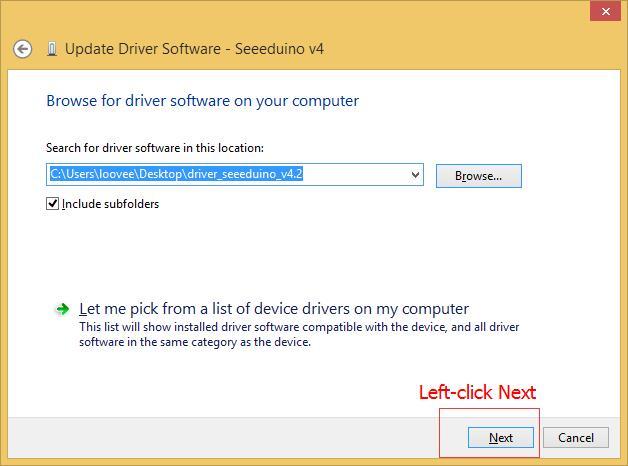 Update Driver Software - Seeeduino v4
Browse for driver software on your computer
Search for driver software in this location:
C:\Users\loovee\Desktop\driver_seeeduino_v4.2
Browse...
Include subfolders
Let me pick from a list of device drivers on my computer
This list will show installed driver software compatible with the device, and all driver
software in the same category as the device.
Left-click Next
Next
Cancel